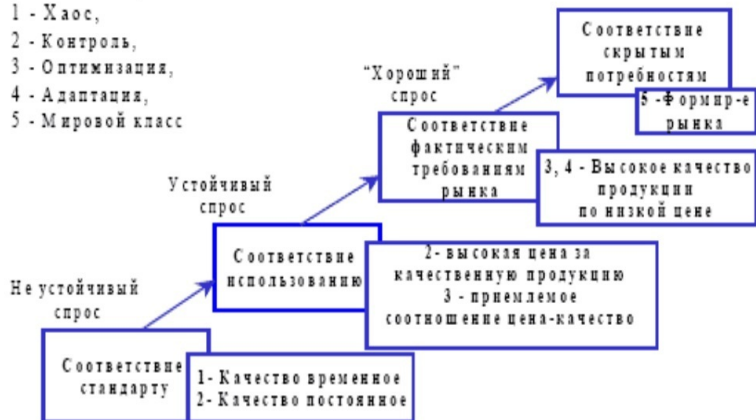 1 - Хаос,
2 - Контроль,
3 - Оптимизация,
4 - Адаптация,
5 - Мировой класс
Соответствие
скрытым
потребностям
5 -Формир-е
рынка
“Хороший”
спрос
Соответствие
фактическим
требованиям
рынка
3, 4 - Высокое качество
продукции
по низкой цене
Устойчивый
спрос
Соответствие
использованию
2- высокая цена за
качественную продукцию
3 - приемлемое
соотношение цена-качество
Не устойчивый
спрос
Соответствие
стандарту
1- Качество временное
2- Качество постоянное